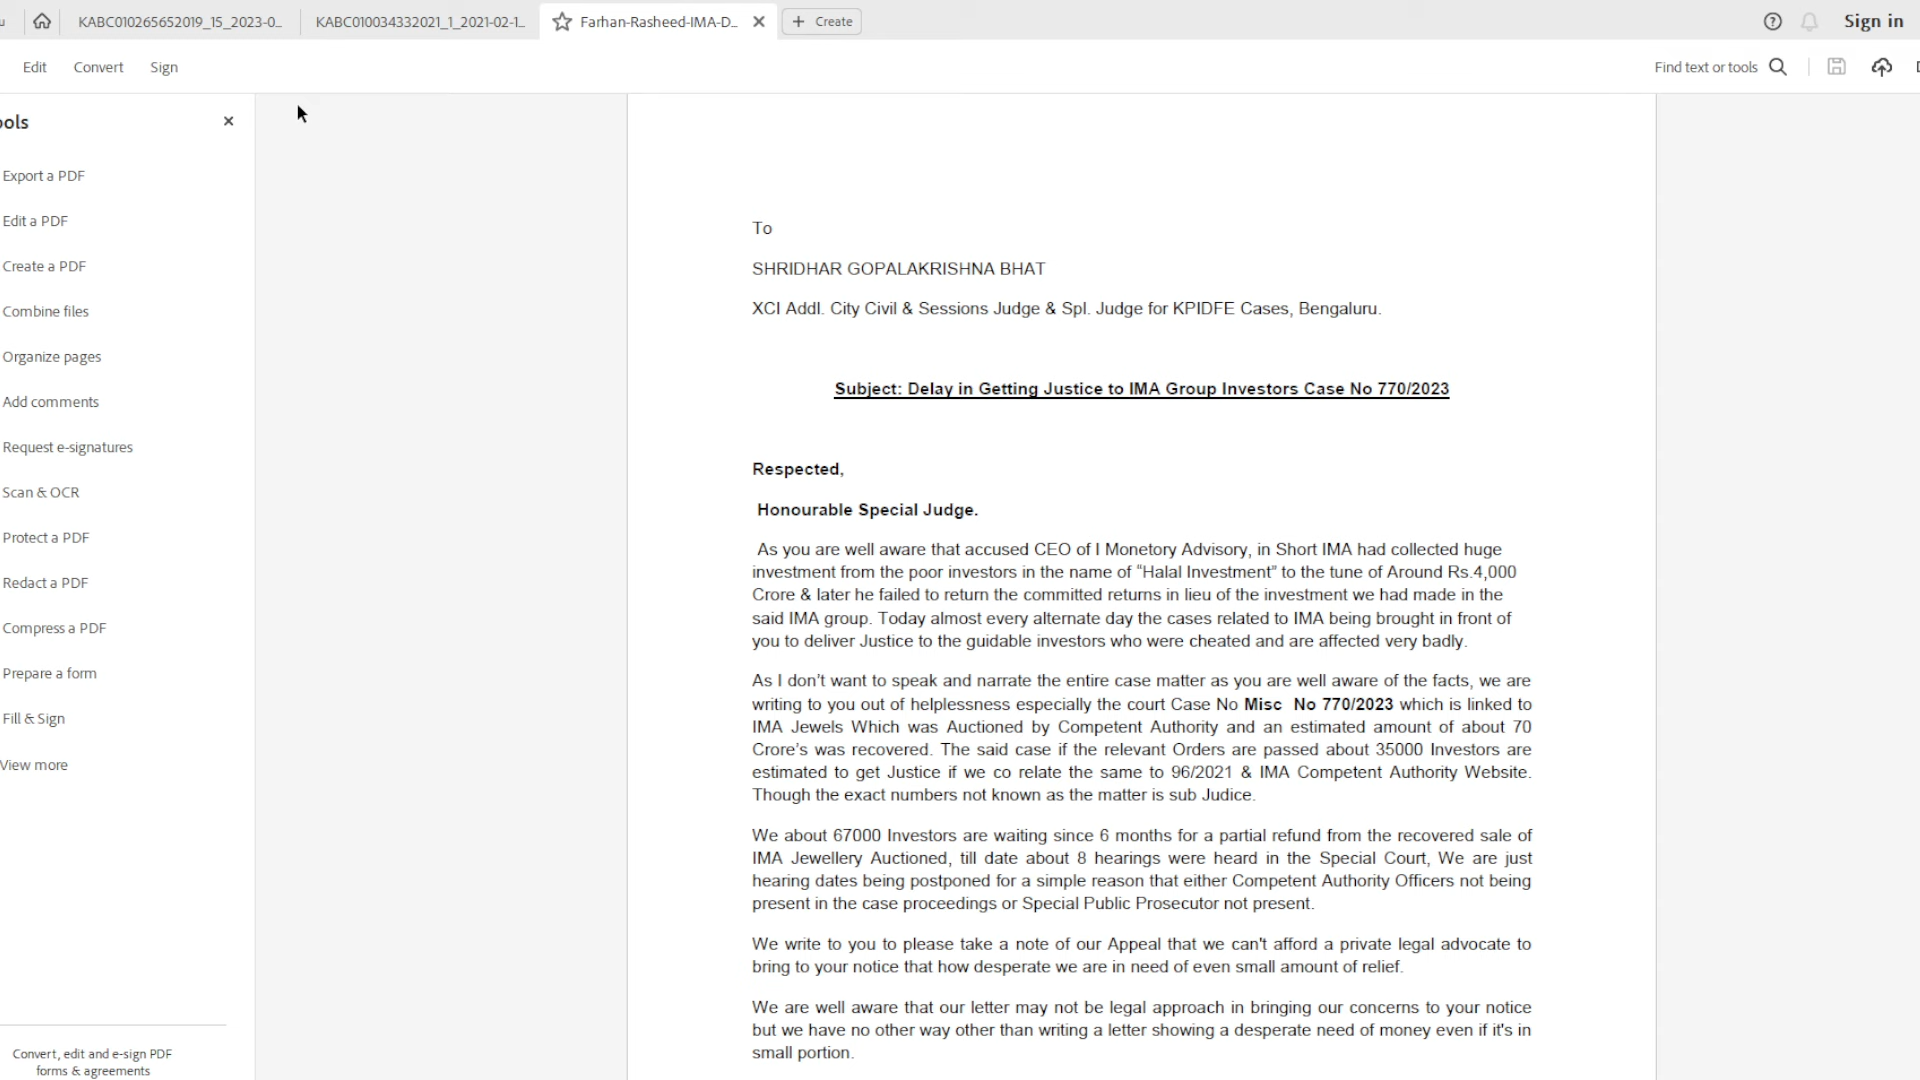 KABC010265652019_15_2023-0...
KABC010034332021_1_2021-02-1...
Farhan-Rasheed-IMA-D...
+ Create
Sign in
Edit
Convert
Sign
Find text or tools
ools
Export a PDF
Edit a PDF
Create a PDF
Combine files
Organize pages
Add comments
Request e-signatures
Scan & OCR
Protect a PDF
Redact a PDF
Compress a PDF
Prepare a form
Fill & Sign
View more
Convert, edit and e-sign PDF
forms & agreements
To
SHRIDHAR GOPALAKRISHNA BHAT
XCI Addl. City Civil & Sessions Judge & Spl. Judge for KPIDFE Cases, Bengaluru.
Subject: Delay in Getting Justice to IMA Group Investors Case No 770/2023
Respected,
Honourable Special Judge.
As you are well aware that accused CEO of I Monetory Advisory, in Short IMA had collected huge
investment from the poor investors in the name of “Halal Investment” to the tune of Around Rs.4,000
Crore & later he failed to return the committed returns in lieu of the investment we had made in the
said IMA group. Today almost every alternate day the cases related to IMA being brought in front of
you to deliver Justice to the guidable investors who were cheated and are affected very badly.
As I don’t want to speak and narrate the entire case matter as you are well aware of the facts, we are
writing to you out of helplessness especially the court Case No Misc No 770/2023 which is linked to
IMA Jewels Which was Auctioned by Competent Authority and an estimated amount of about 70
Crore’s was recovered. The said case if the relevant Orders are passed about 35000 Investors are
estimated to get Justice if we co relate the same to 96/2021 & IMA Competent Authority Website.
Though the exact numbers not known as the matter is sub Judice.
We about 67000 Investors are waiting since 6 months for a partial refund from the recovered sale of
IMA Jewellery Auctioned, till date about 8 hearings were heard in the Special Court, We are just
hearing dates being postponed for a simple reason that either Competent Authority Officers not being
present in the case proceedings or Special Public Prosecutor not present.
We write to you to please take a note of our Appeal that we can't afford a private legal advocate to
bring to your notice that how desperate we are in need of even small amount of relief.
We are well aware that our letter may not be legal approach in bringing our concerns to your notice
but we have no other way other than writing a letter showing a desperate need of money even if it's in
small portion.